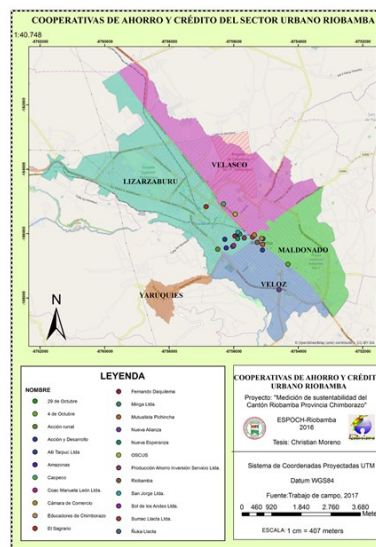 COOPERATIVAS DE AHORRO Y CRÉDITO DEL SECTOR URBANO RIOBAMBA
1:40.748
VELASCO
LIZARZABURU
MALDONADO
YARUQUIES
VELOZ
N
LEYENDA
NOMBRE
29 de Octubre
4 de Octubre
Acción rural
Acción y Desarrollo
Alli Tarpuc Ltda
Amazonas
Cacpeco
Coac Manuela León Ltda.
Cámara de Comercio
Educadores de Chimborazo
El Sagrario
Fernando Daquilema
Minga Ltda.
Mutualista Pichincha
Nueva Alianza
Nueva Esperanza
OSCUS
Producción Ahorro Inversión Servicio Ltda.
Riobamba
San Jorge Ltda.
Sol de los Andes Ltda.
Sumac Llacta Ltda.
Ñuka Llacta
COOPERATIVAS DE AHORRO Y CRÉDITO
URBANO RIOBAMBA
Proyecto: "Medición de sustentabilidad del
Cantón Riobamba Provincia Chimborazo"
ESPOCH-Riobamba
2016
Tesis: Christian Moreno
Sistema de Coordenadas Proyectadas UTM
Datum WGS84
Fuente:Trabajo de campo, 2017
0 460 920 1.840 2.760 3.680
ESCALA: 1 cm = 407 meters